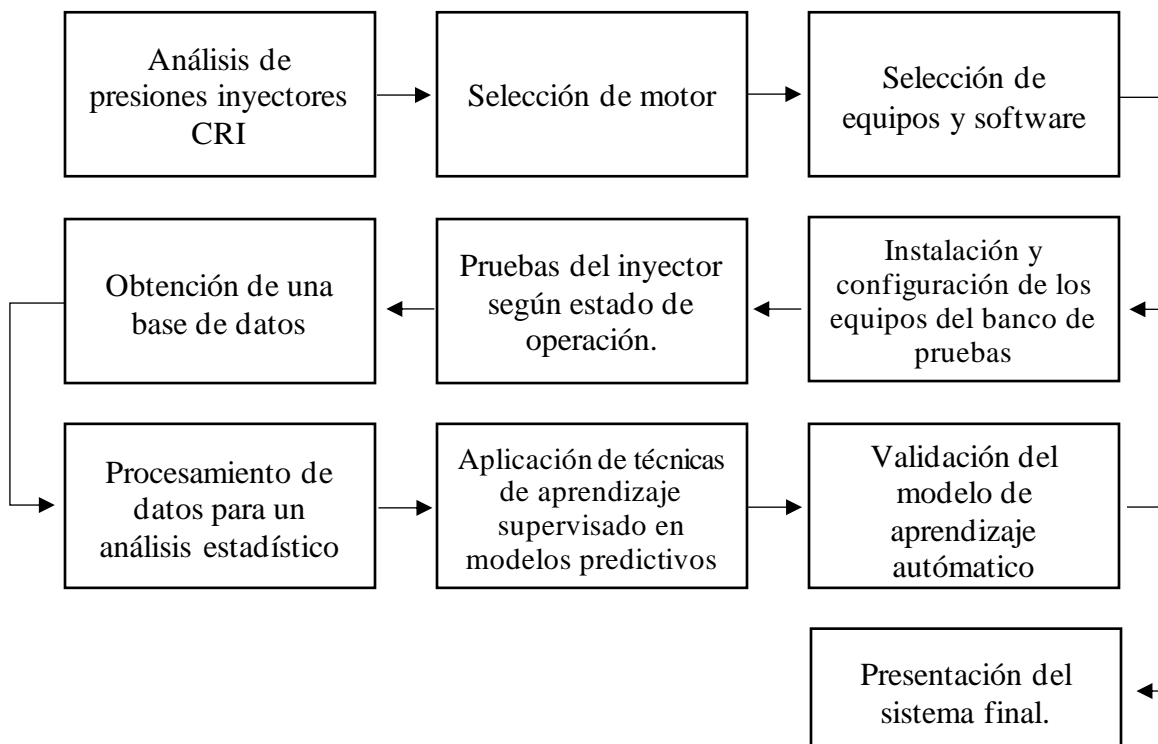 Análisis de
presiones inyectores
CRI
Selección de motor
Selección de
equipos y software
Instalación y
configuración de los
equipos del banco de
pruebas
Pruebas del inyector
según estado de
operación.
Obtención de una
base de datos
Procesamiento de
datos para un
análisis estadístico
Aplicación de técnicas
de aprendizaje
supervisado en
modelos predictivos
Validación del
modelo de
aprendizaje
autómatico
Presentación del
sistema final.